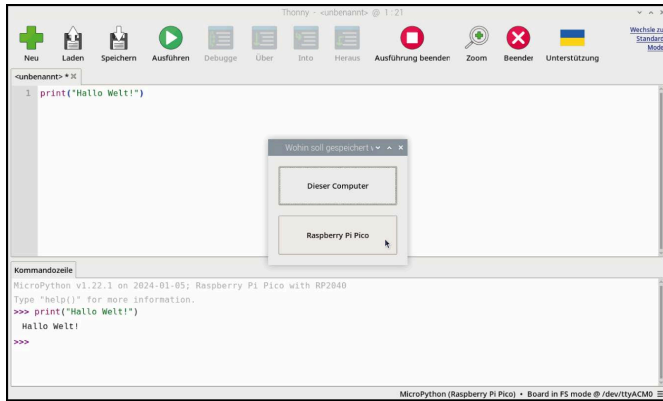 Thonny - <unbenannt> @ 1:21
Neu Laden Speichern Ausführen Debugge Über Into Heraus Ausführung beenden Zoom Beender Unterstützung
Wechsle zu
Standard
Mode
<unbenannt> *
1 print("Hallo Welt!")
Wohin soll gespeichert
Dieser Computer
Raspberry Pi Pico
Kommandozeile
MicroPython v1.22.1 on 2024-01-05; Raspberry Pi Pico with RP2040
Type "help()" for more information.
>>> print("Hallo Welt!")
Hallo Welt!
>>>
MicroPython (Raspberry Pi Pico) • Board in FS mode @ /dev/ttyACM0